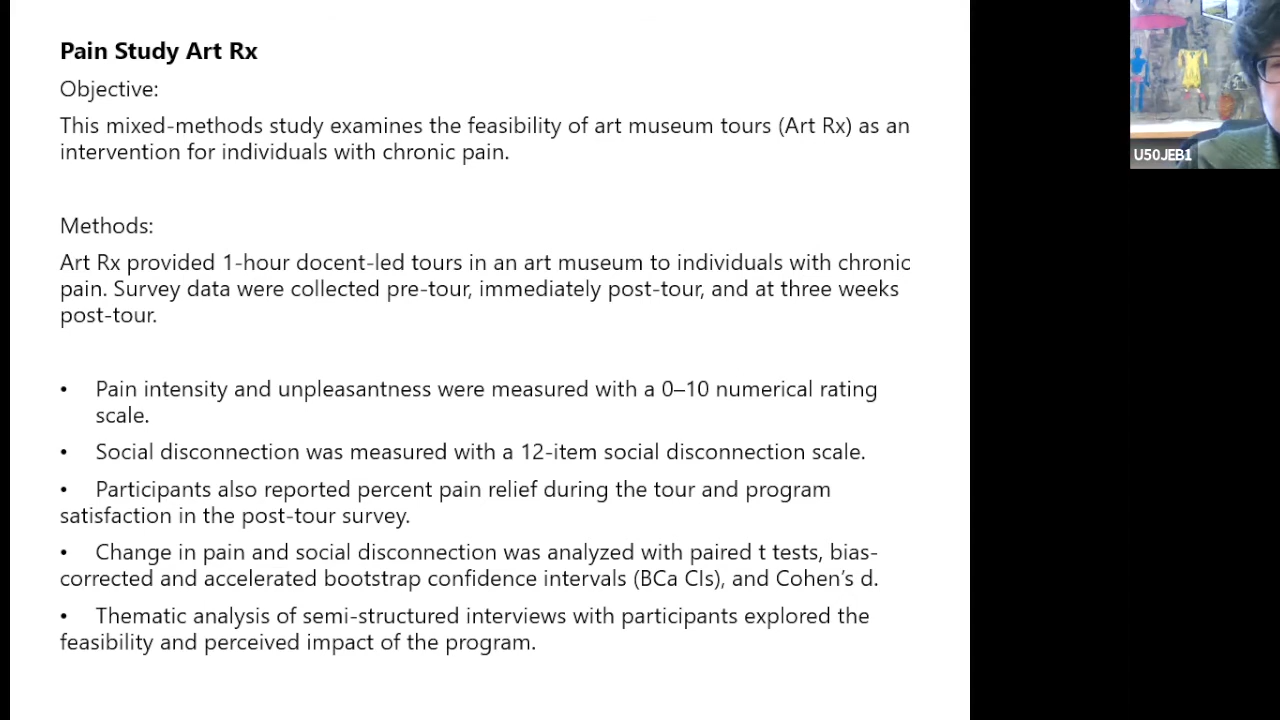 Pain Study Art Rx
Objective:
This mixed-methods study examines the feasibility of art museum tours (Art Rx) as an
intervention for individuals with chronic pain.
Methods:
Art Rx provided 1-hour docent-led tours in an art museum to individuals with chronic
pain. Survey data were collected pre-tour, immediately post-tour, and at three weeks
post-tour.
• Pain intensity and unpleasantness were measured with a 0–10 numerical rating
scale.
• Social disconnection was measured with a 12-item social disconnection scale.
• Participants also reported percent pain relief during the tour and program
satisfaction in the post-tour survey.
• Change in pain and social disconnection was analyzed with paired t tests, bias-
corrected and accelerated bootstrap confidence intervals (BCa CIs), and Cohen’s d.
• Thematic analysis of semi-structured interviews with participants explored the
feasibility and perceived impact of the program.
U50JEB1